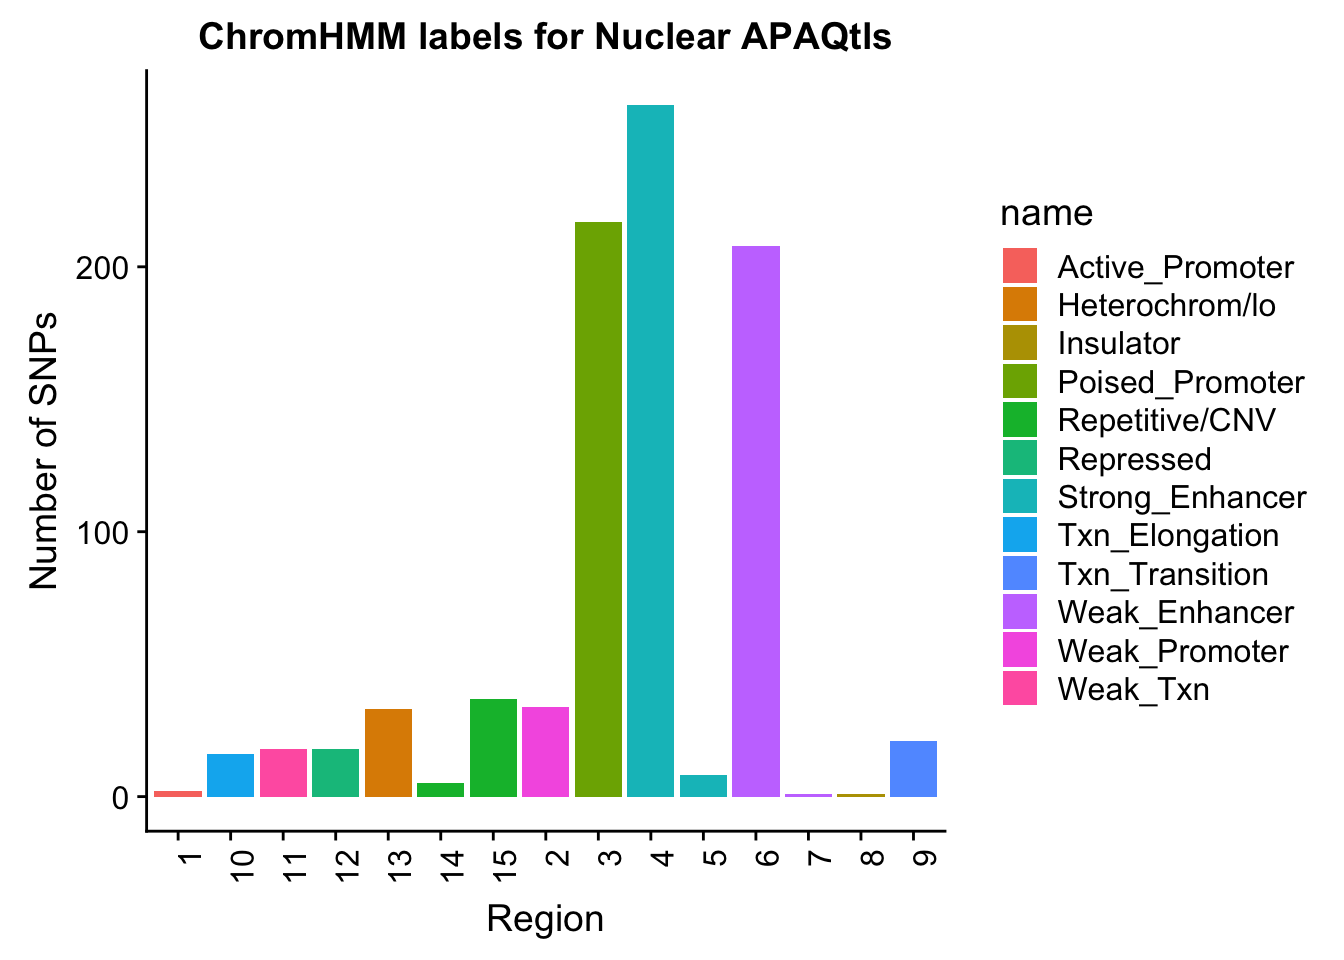 ChromHMM labels for Nuclear APAQtls
Number of SNPs
200
100
0
1 10 11 12 13 14 15 2 3 4 5 6 7 8 9
Region
name
Active_Promoter
Heterochrom/lo
Insulator
Poised_Promoter
Repetitive/CNV
Repressed
Strong_Enhancer
Txn_Elongation
Txn_Transition
Weak_Enhancer
Weak_Promoter
Weak_Txn